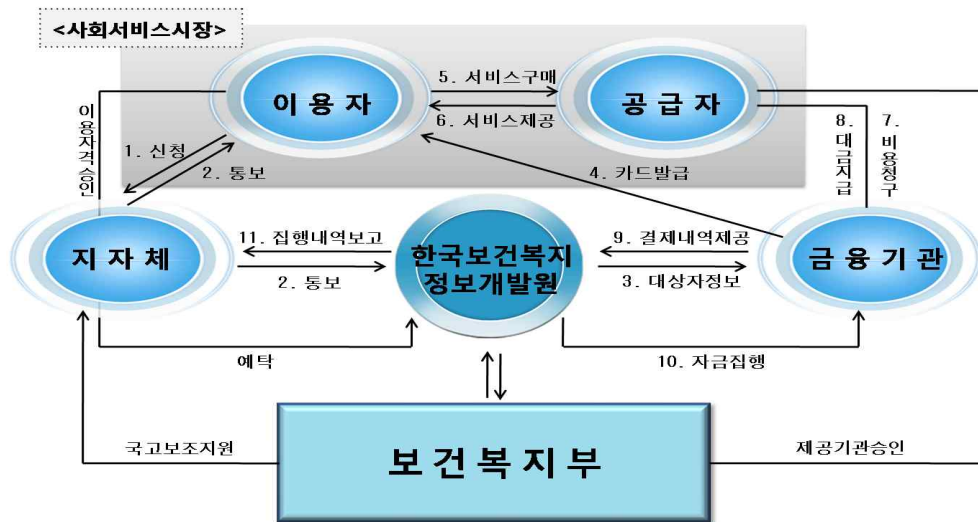 <사회서비스시장>
이 용 자
5. 서비스구매
6. 서비스제공
공 급 자
이용자격승인
1. 신청
2. 통보
4. 카드발급
8. 대금지급
7. 비용청구
지 자 체
11. 집행내역보고
2. 통보
한국보건복지
정보개발원
9. 결제내역제공
3. 대상자정보
금 융 기 관
예탁
10. 자금집행
국고보조지원
보 건 복 지 부
제공기관승인